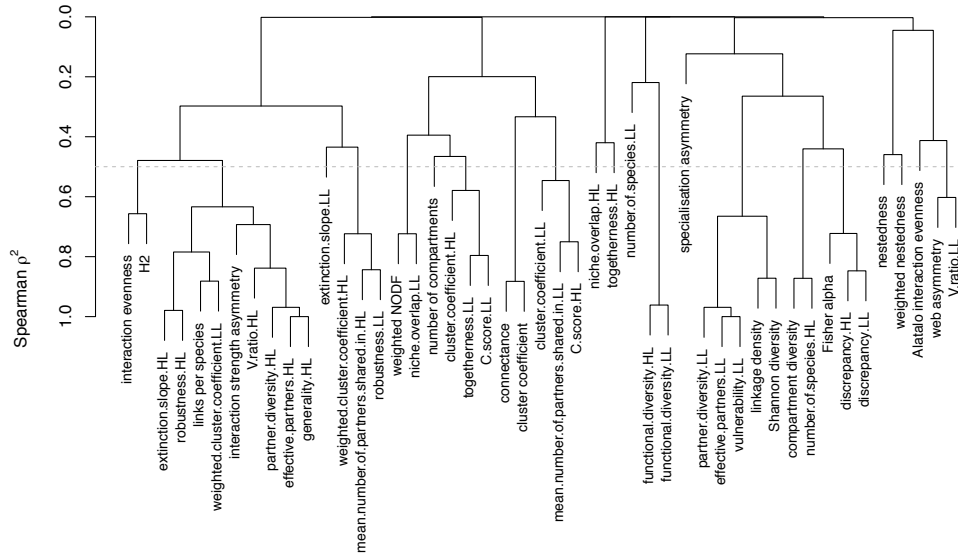 Spearman ρ2
0.0
0.2
0.4
0.6
0.8
1.0
interaction evenness
H2
extinction.slope.HL
robustness.HL
links per species
weighted.cluster.coefficient.LL
interaction strength asymmetry
V.ratio.HL
partner.diversity.HL
effective.partners.HL
generality.HL
extinction.slope.LL
weighted.cluster.coefficient.HL
mean.number.of.partners.shared.in.HL
robustness.LL
weighted NODF
niche.overlap.LL
number of compartments
cluster.coefficient.HL
togetherness.LL
C.score.LL
connectance
cluster coefficient
cluster.coefficient.LL
mean.number.of.partners.shared.in.LL
C.score.HL
niche.overlap.HL
togetherness.HL
number.of.species.LL
functional.diversity.HL
functional.diversity.LL
specialisation asymmetry
partner.diversity.LL
effective.partners.LL
vulnerability.LL
linkage density
Shannon diversity
compartment diversity
number.of.species.HL
Fisher alpha
discrepancy.HL
discrepancy.LL
nestedness
weighted nestedness
Alatalo interaction evenness
web asymmetry
V.ratio.LL